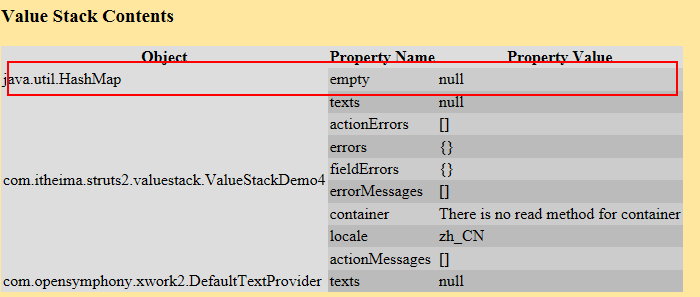 Value Stack Contents
Object Property Name Property Value
java.util.HashMap empty null
texts null
actionErrors []
errors {}
com.itheima.struts2.valuestack.ValueStackDemo4 fieldErrors {}
errorMessages []
container There is no read method for container
locale zh_CN
actionMessages []
com.opensymphony.xwork2.DefaultTextProvider texts null